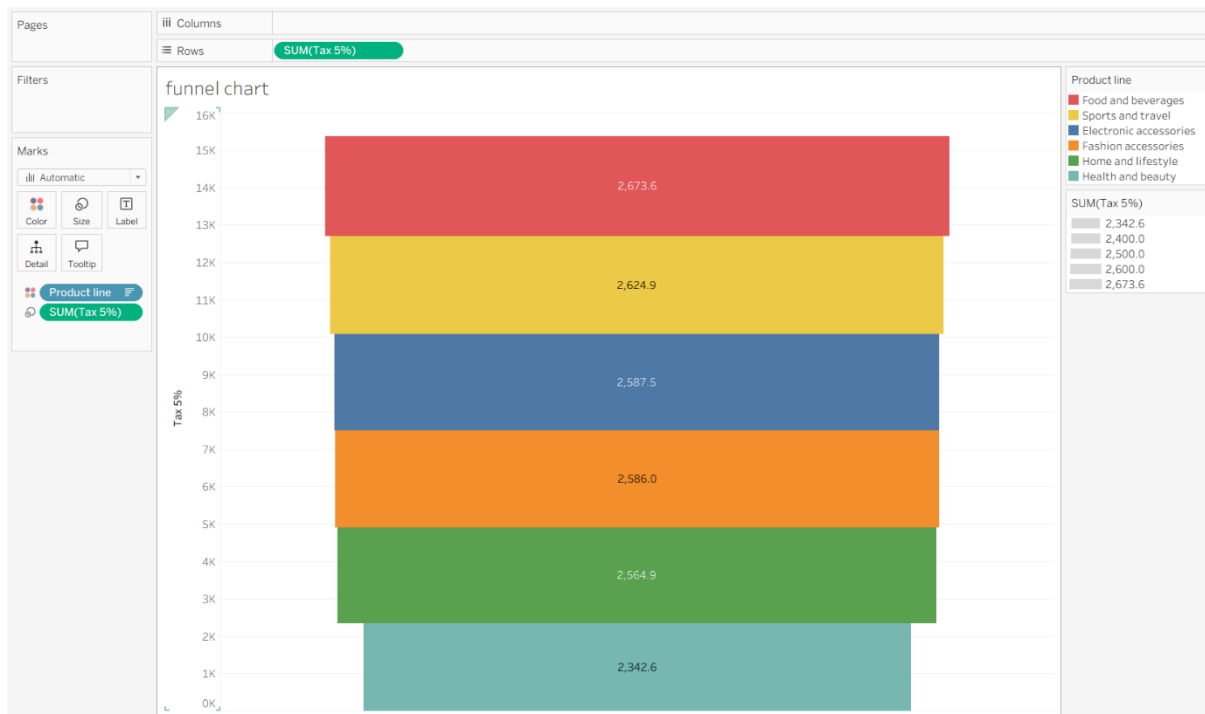 Pages
Columns
Rows SUM(Tax 5%)
Filters
Marks
Automatic
Color Size Label
Detail Tooltip
Product line
SUM(Tax 5%)
funnel chart
16K
15K
14K
13K
12K
11K
10K
9K
8K
7K
6K
5K
4K
3K
2K
1K
0K
Tax 5%
2,673.6
2,624.9
2,587.5
2,586.0
2,564.9
2,342.6
Product line
Food and beverages
Sports and travel
Electronic accessories
Fashion accessories
Home and lifestyle
Health and beauty
SUM(Tax 5%)
2,342.6
2,400.0
2,500.0
2,600.0
2,673.6